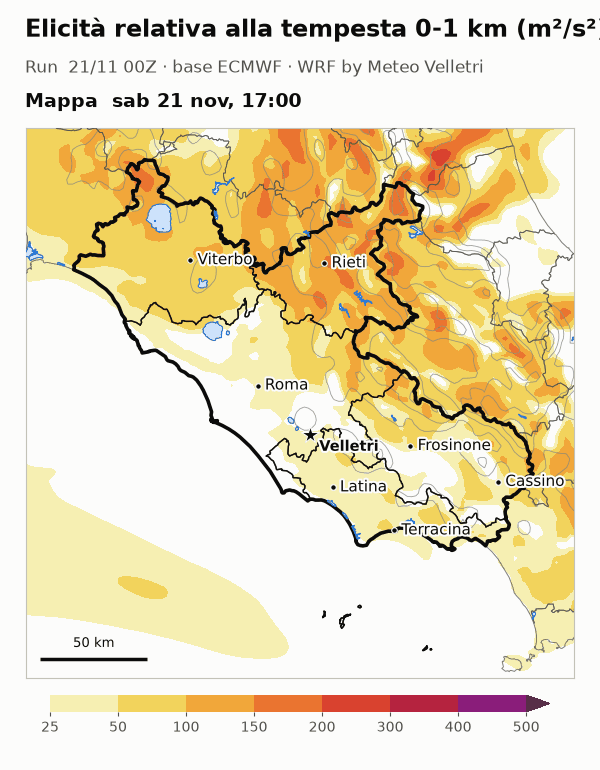 Elicità relativa alla tempesta 0-1 km (m²/s²)
Run  21/11 00Z · base ECMWF · WRF by Meteo Velletri
Mappa  sab 21 nov, 17:00
Viterbo
Rieti
Roma
Velletri
Frosinone
Cassino
Latina
Terracina
50 km
25 50 100 150 200 300 400 500